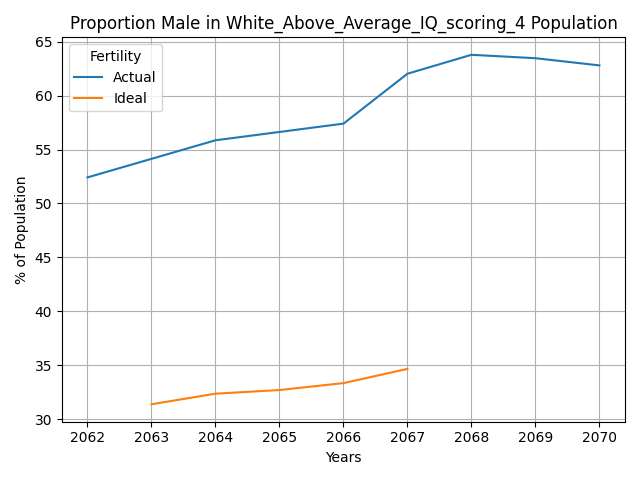 Proportion Male in White_Above_Average_IQ_scoring_4 Population
Fertility
Actual
Ideal
% of Population
65
60
55
50
45
40
35
30
2062 2063 2064 2065 2066 2067 2068 2069 2070
Years